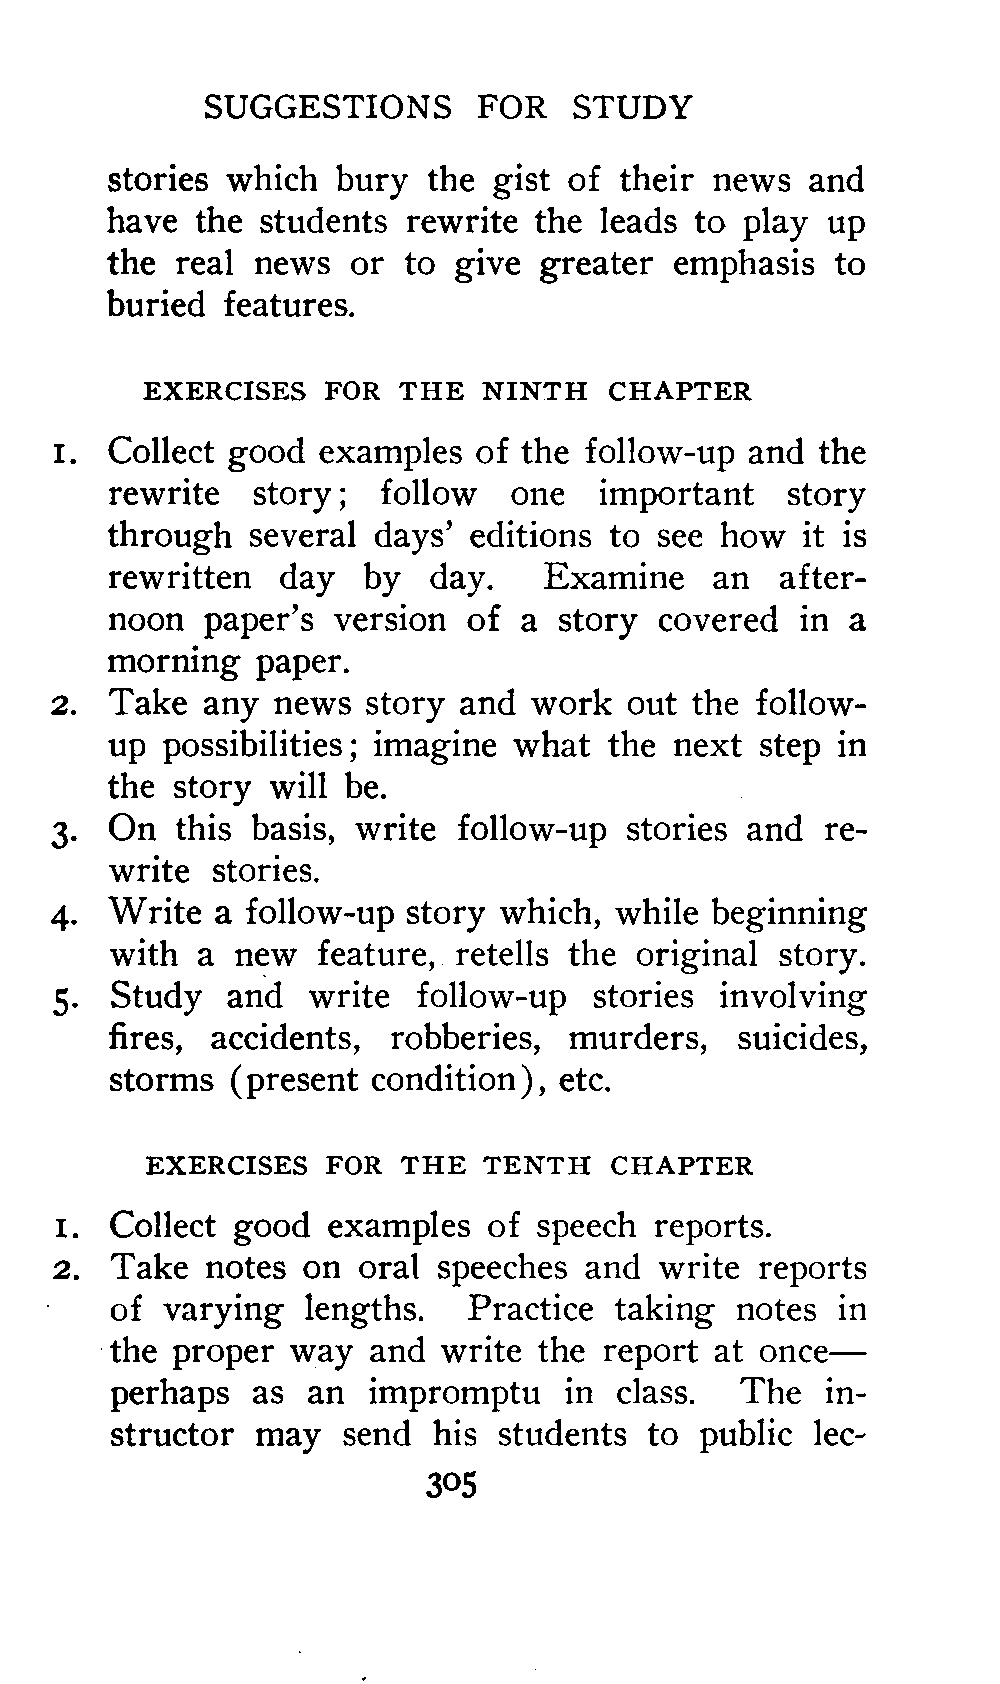 SUGGESTIONS FOR STUDY
stories which bury the gist of their news and
have the students rewrite the leads to play up
the real news or to give greater emphasis to
buried features.
EXERCISES FOR THE NINTH CHAPTER
1. Collect good examples of the follow-up and the
rewrite story; follow one important story
through several days' editions to see how it is
rewritten day by day. Examine an after-
noon paper's version of a story covered in a
morning paper.
2. Take any news story and work out the follow-
up possibilities; imagine what the next step in
the story will be.
3. On this basis, write follow-up stories and re-
write stories.
4. Write a follow-up story which, while beginning
with a new feature, retells the original story.
5. Study and write follow-up stories involving
fires, accidents, robberies, murders, suicides,
storms (present condition), etc.
EXERCISES FOR THE TENTH CHAPTER
1. Collect good examples of speech reports.
2. Take notes on oral speeches and write reports
of varying lengths. Practice taking notes in
the proper way and write the report at once—
perhaps as an impromptu in class. The in-
structor may send his students to public lec-
305